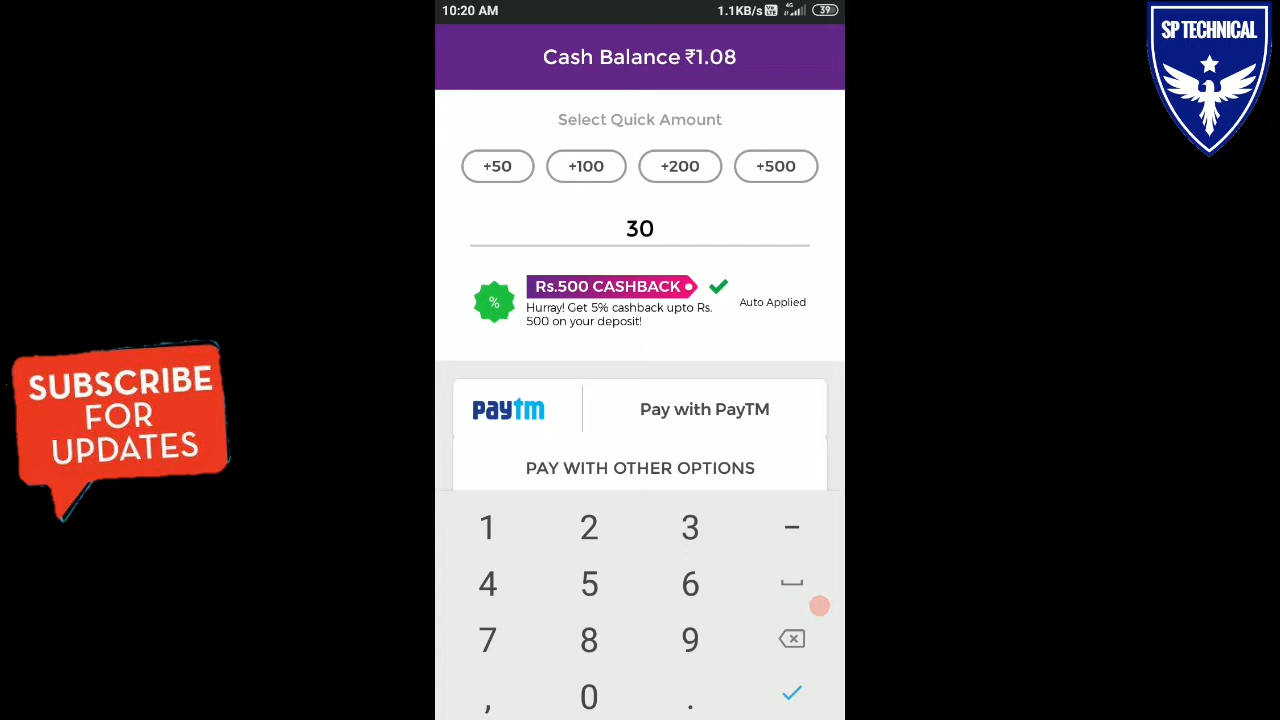 10:20 AM
1.1KB/s
4G
39
SP TECHNICAL
Cash Balance ₹1.08
Select Quick Amount
+50
+100
+200
+500
30
%
Rs.500 CASHBACK
Hurray! Get 5% cashback upto Rs.
500 on your deposit!
Auto Applied
SUBSCRIBE
FOR
UPDATES
paytm
Pay with PayTM
PAY WITH OTHER OPTIONS
1 2 3 -
4 5 6
7 8 9
, 0 .